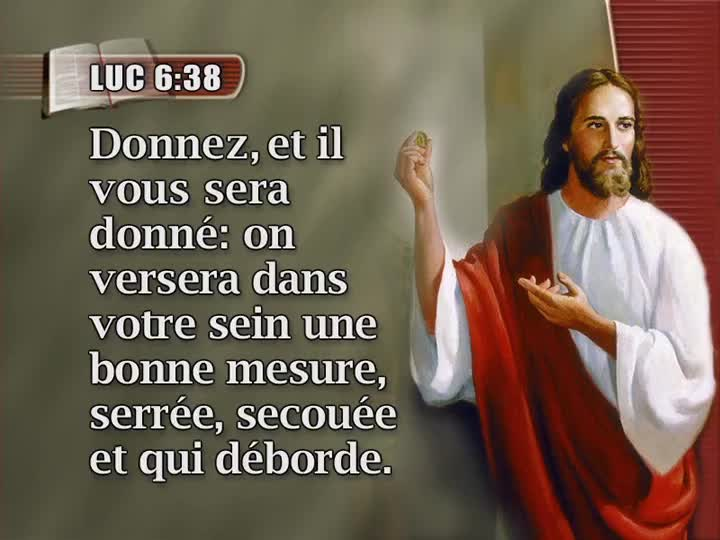 LUC 6:38
Donnez, et il
vous sera
donné: on
versera dans
votre sein une
bonne mesure,
serrée, secouée
et qui déborde.